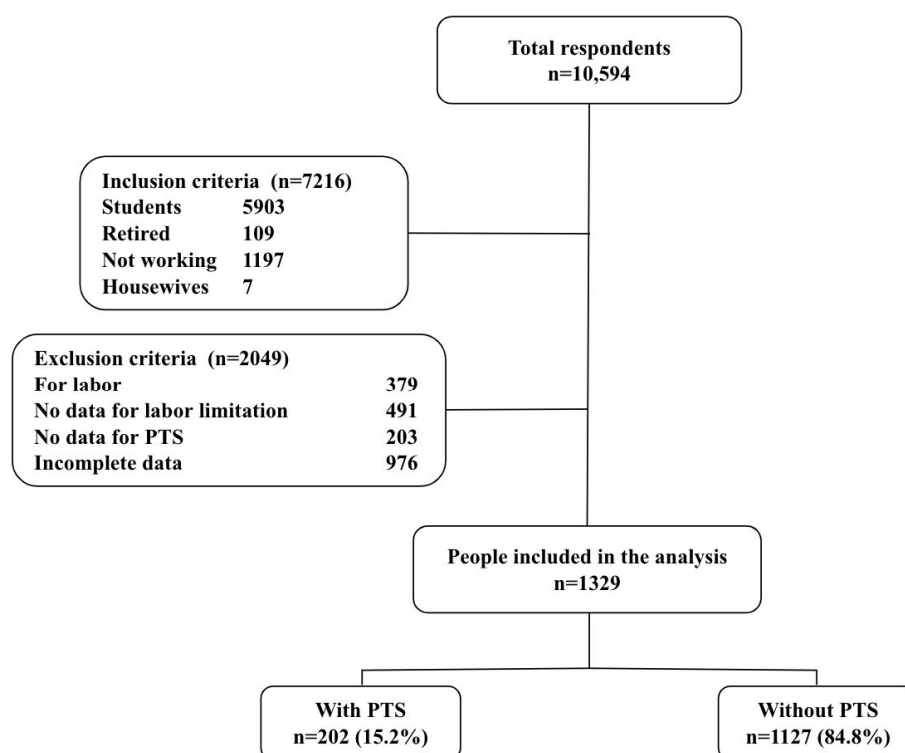 Total respondents
n=10,594
Inclusion criteria (n=7216)
Students 5903
Retired 109
Not working 1197
Housewives 7
Exclusion criteria (n=2049)
For labor 379
No data for labor limitation 491
No data for PTS 203
Incomplete data 976
People included in the analysis
n=1329
With PTS
n=202 (15.2%)
Without PTS
n=1127 (84.8%)